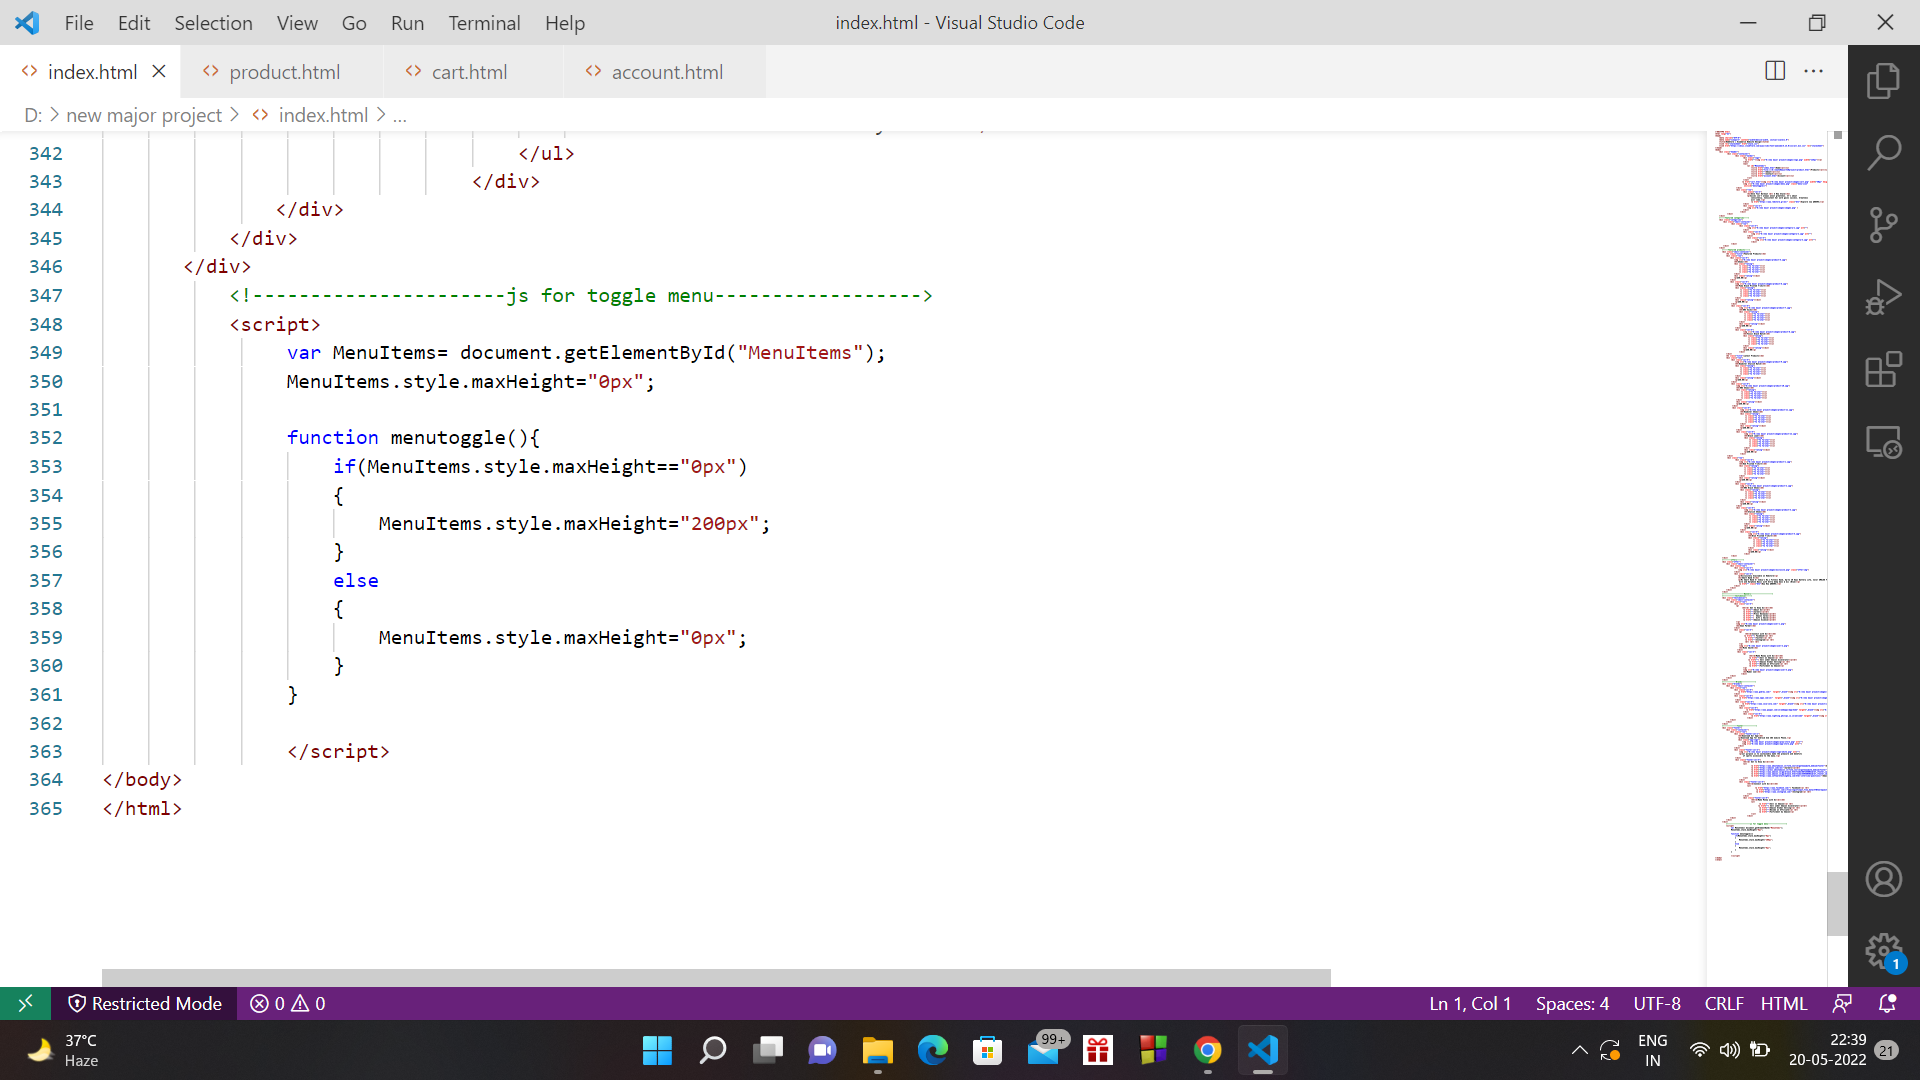 File Edit Selection View Go Run Terminal Help
index.html - Visual Studio Code
index.html product.html cart.html account.html
D: > new major project > index.html > ...
342 </ul>
343 </div>
344 </div>
345 </div>
346 </div>
347 <!----------------------js for toggle menu------------------>
348 <script>
349 var MenuItems= document.getElementById("MenuItems");
350 MenuItems.style.maxHeight="0px";
351
352 function menutoggle(){
353 if(MenuItems.style.maxHeight=="0px")
354 {
355 MenuItems.style.maxHeight="200px";
356 }
357 else
358 {
359 MenuItems.style.maxHeight="0px";
360 }
361 }
362
363 </script>
364 </body>
365 </html>
1
Restricted Mode 0 0
Ln 1, Col 1 Spaces: 4 UTF-8 CRLF HTML
37°C
Haze
99+
ENG
IN
22:39
20-05-2022
21